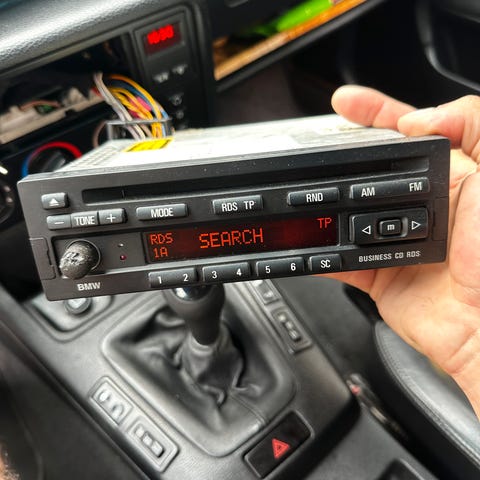 − TONE +
MODE
RDS TP
RND
AM FM
RDS SEARCH TP
1A
m
1 2 3 4 5 6 SC
BUSINESS CD RDS
BMW